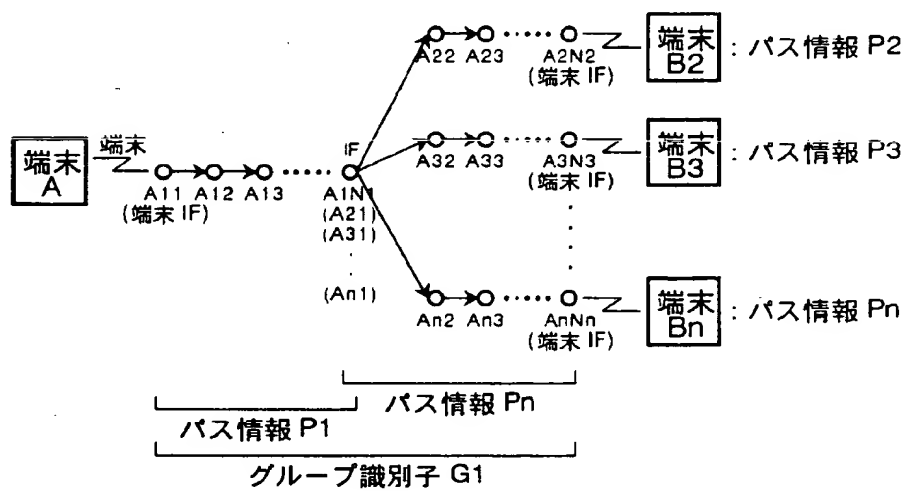 A22 A23 A2N2
(端末 IF)
端末
B2
: パス情報 P2
端末
A
端末
A11 A12 A13
(端末 IF)
IF
A1N1
(A21)
(A31)
(An1)
A32 A33 A3N3
(端末 IF)
端末
B3
: パス情報 P3
An2 An3 AnNn
(端末 IF)
端末
Bn
: パス情報 Pn
パス情報 Pn
パス情報 P1
グループ識別子 G1